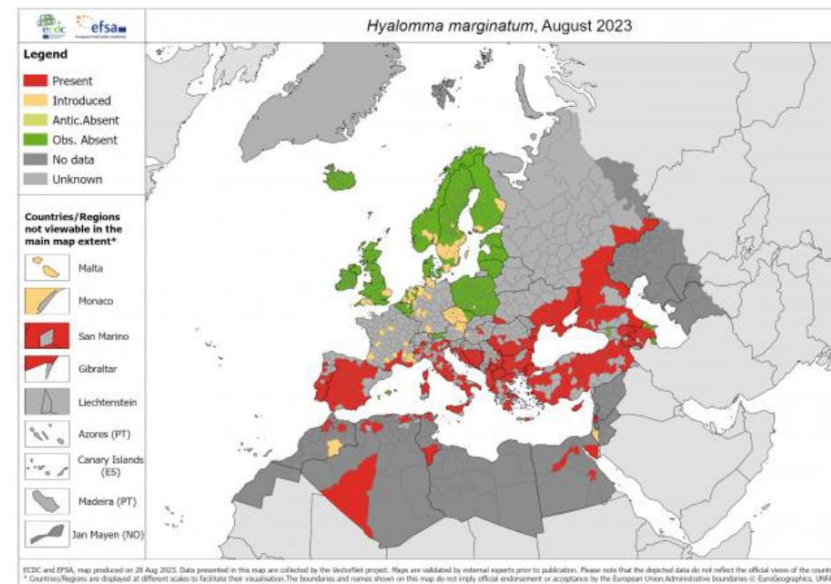 ecdc
efsa
European Food Safety Authority
Hyalomma marginatum, August 2023
Legend
Present
Introduced
Antic.Absent
Obs. Absent
No data
Unknown
Countries/Regions
not viewable in the
main map extent*
Malta
Monaco
San Marino
Gibraltar
Liechtenstein
Azores (PT)
Canary Islands
(ES)
Madeira (PT)
Jan Mayen (NO)
ECDC and EFSA, map produced on 28 Aug 2023. Data presented in this map are collected by the VectorNet project. Maps are validated by external experts prior to publication. Please note that the depicted data do not reflect the official views of the countr
* Countries/Regions are displayed at different scales to facilitate their visualisation. The boundaries and names shown on this map do not imply official endorsement or acceptance by the European Union. Administrative boundaries © EuroGeographics,